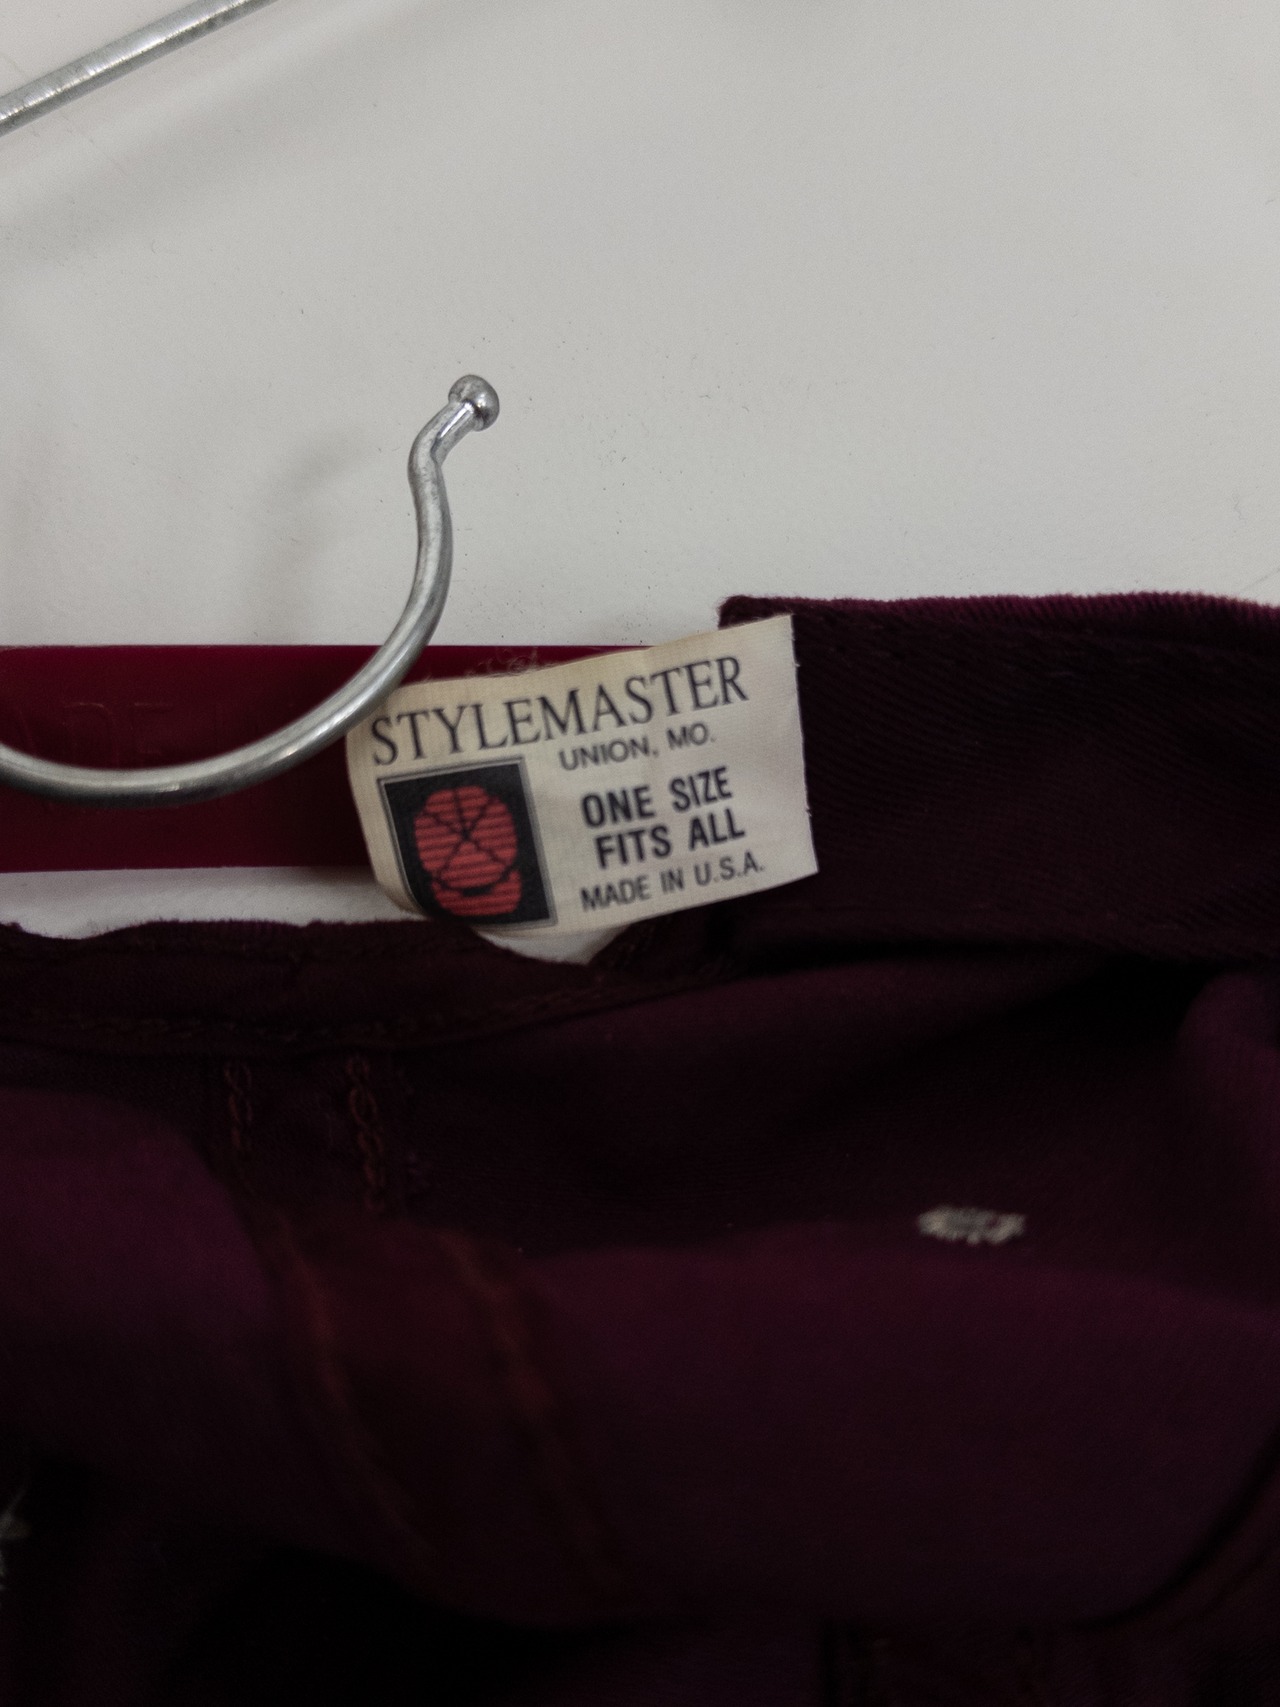 STYLEMASTER
UNION, MO.
ONE SIZE
FITS ALL
MADE IN U.S.A.